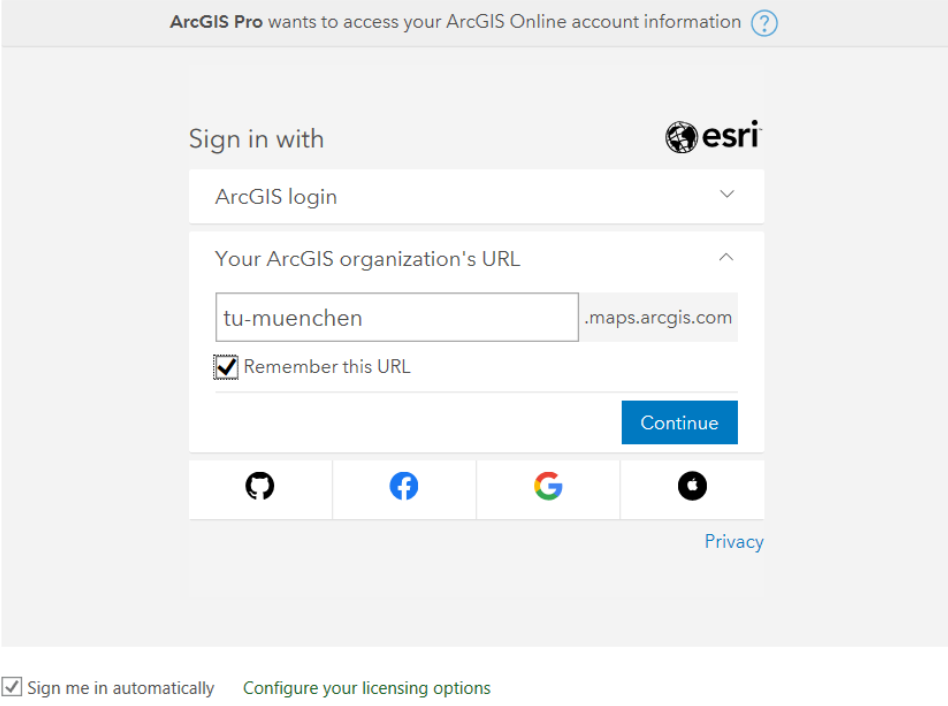 ArcGIS Pro wants to access your ArcGIS Online account information ?
Sign in with
esri
ArcGIS login
Your ArcGIS organization's URL
tu-muenchen .maps.arcgis.com
Remember this URL
Continue
Privacy
Sign me in automatically Configure your licensing options